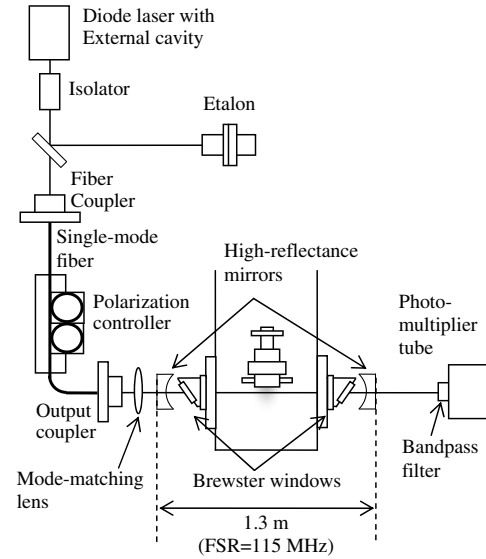 Diode laser with
External cavity
Isolator
Etalon
Fiber
Coupler
Single-mode
fiber
High-reflectance
mirrors
Polarization
controller
Photo-
multiplier
tube
Output
coupler
Mode-matching
lens
Brewster windows
Bandpass
filter
1.3 m
(FSR=115 MHz)